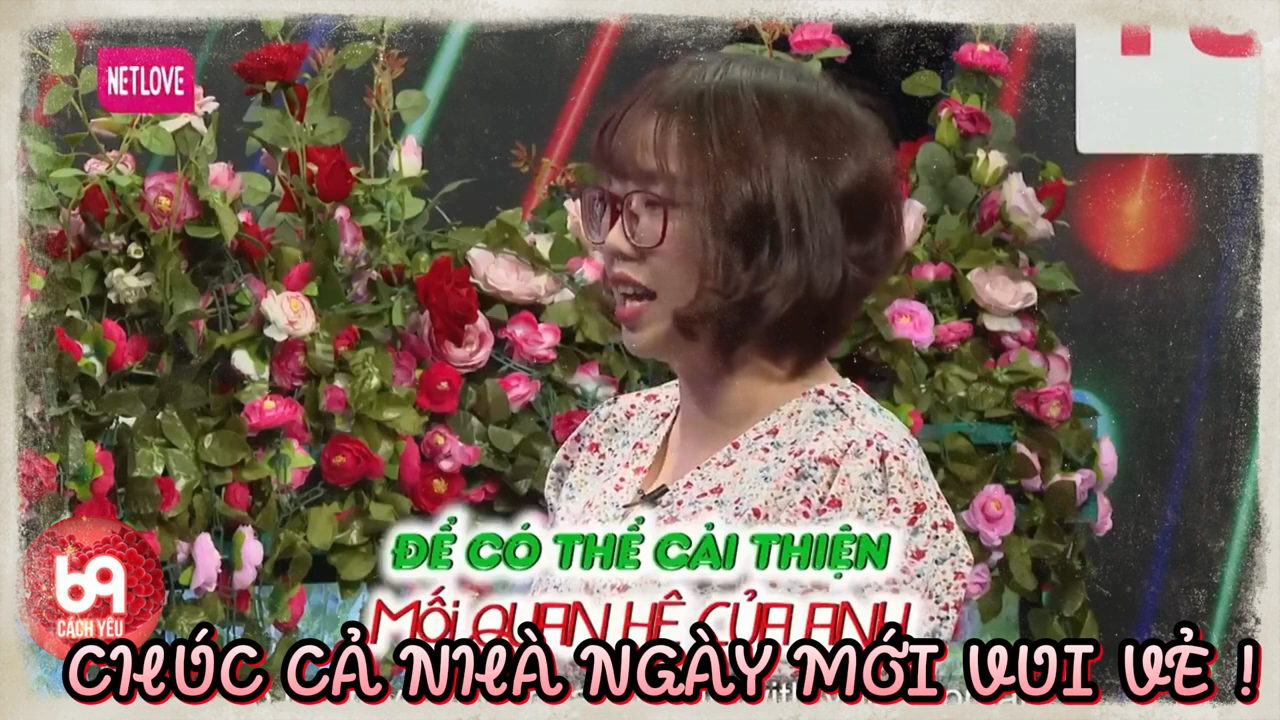 NETLOVE
69
CÁCH YÊU
ĐỂ CÓ THỂ CẢI THIỆN
MỐI QUAN HỆ CỦA ANH
CHÚC CẢ NHÀ NGÀY MỚI VUI VẺ !